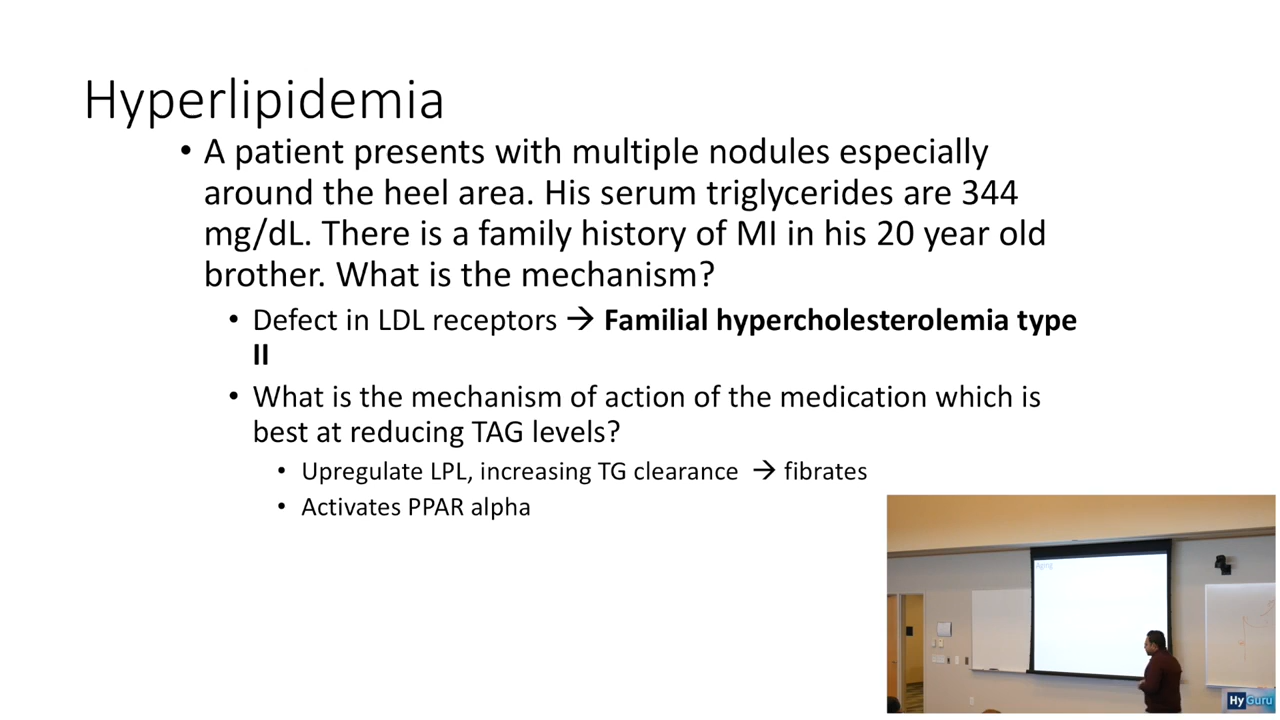 Hyperlipidemia
• A patient presents with multiple nodules especially
around the heel area. His serum triglycerides are 344
mg/dL. There is a family history of MI in his 20 year old
brother. What is the mechanism?
• Defect in LDL receptors → Familial hypercholesterolemia type
II
• What is the mechanism of action of the medication which is
best at reducing TAG levels?
• Upregulate LPL, increasing TG clearance → fibrates
• Activates PPAR alpha
Aging
HyGuru